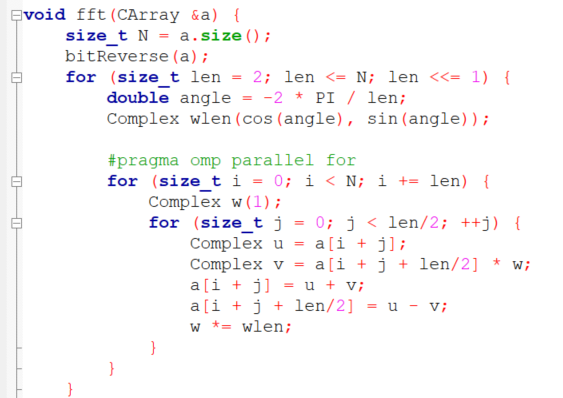 void fft(CArray &a) {
    size_t N = a.size();
    bitReverse(a);
    for (size_t len = 2; len <= N; len <<= 1) {
        double angle = -2 * PI / len;
        Complex wlen(cos(angle), sin(angle));

        #pragma omp parallel for
        for (size_t i = 0; i < N; i += len) {
            Complex w(1);
            for (size_t j = 0; j < len/2; ++j) {
                Complex u = a[i + j];
                Complex v = a[i + j + len/2] * w;
                a[i + j] = u + v;
                a[i + j + len/2] = u - v;
                w *= wlen;
            }
        }
    }